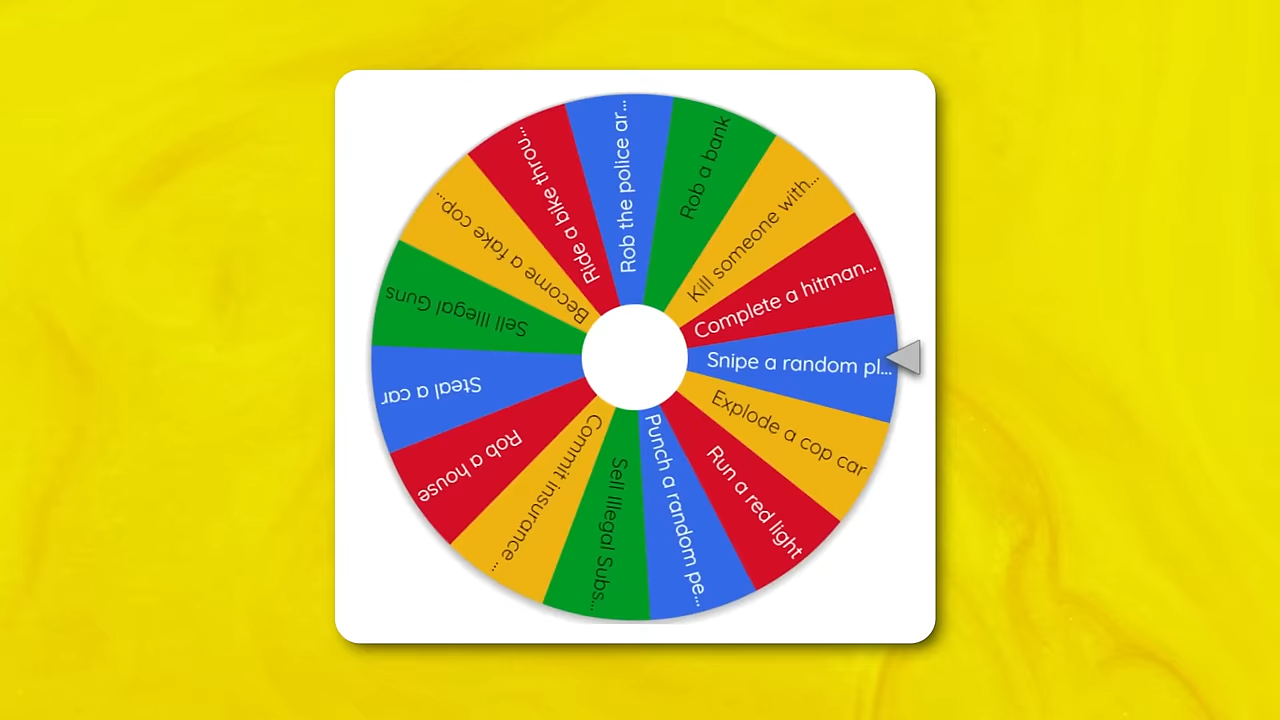 Rob the police ar...
Rob a bank
Kill someone with...
Complete a hitman...
Snipe a random pl...
Explode a cop car
Run a red light
Punch a random pe...
Sell Illegal Subs...
Commit insurance ...
Rob a house
Steal a car
Sell Illegal Guns
Become a fake cop...
Ride a bike throu...